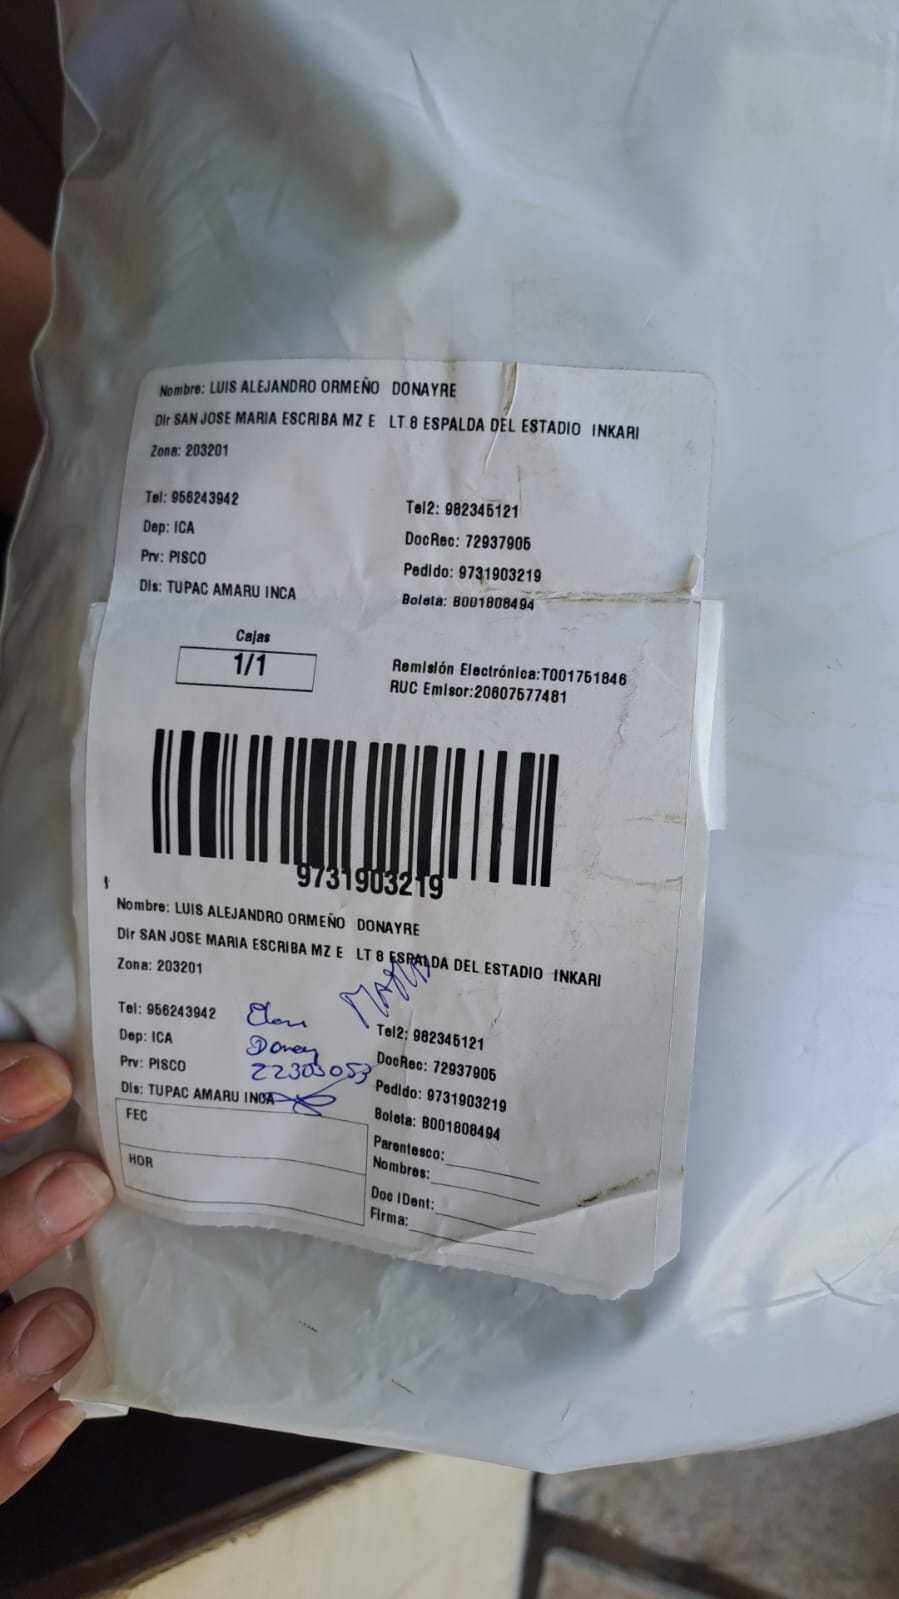 Nombre: LUIS ALEJANDRO ORMEÑO DONAYRE
Dir SAN JOSE MARIA ESCRIBA MZ E LT 8 ESPALDA DEL ESTADIO INKARI
Zona: 203201
Tel: 956243942 Tel2: 982345121
Dep: ICA DocRec: 72937905
Prv: PISCO Pedido: 9731903219
Dis: TUPAC AMARU INCA Boleta: B001808494
Cajas
1/1
Remisión Electrónica:T001751846
RUC Emisor:20607577481
9731903219
Nombre: LUIS ALEJANDRO ORMEÑO DONAYRE
Dir SAN JOSE MARIA ESCRIBA MZ E LT 8 ESPALDA DEL ESTADIO INKARI
Zona: 203201
Tel: 956243942 Tel2: 982345121
Dep: ICA DocRec: 72937905
Prv: PISCO 22303053 Pedido: 9731903219
Dis: TUPAC AMARU INCA Boleta: B001808494
FEC Parentesco:
HOR Nombres:
Doc IDent:
Firma: